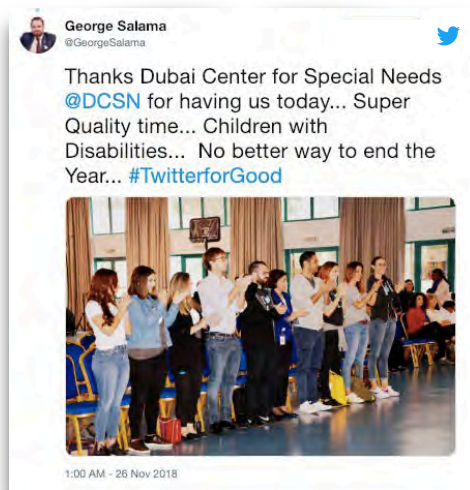 George Salama
@GeorgeSalama
Thanks Dubai Center for Special Needs
@DCSN for having us today... Super
Quality time... Children with
Disabilities... No better way to end the
Year... #TwitterforGood
1:00 AM - 26 Nov 2018